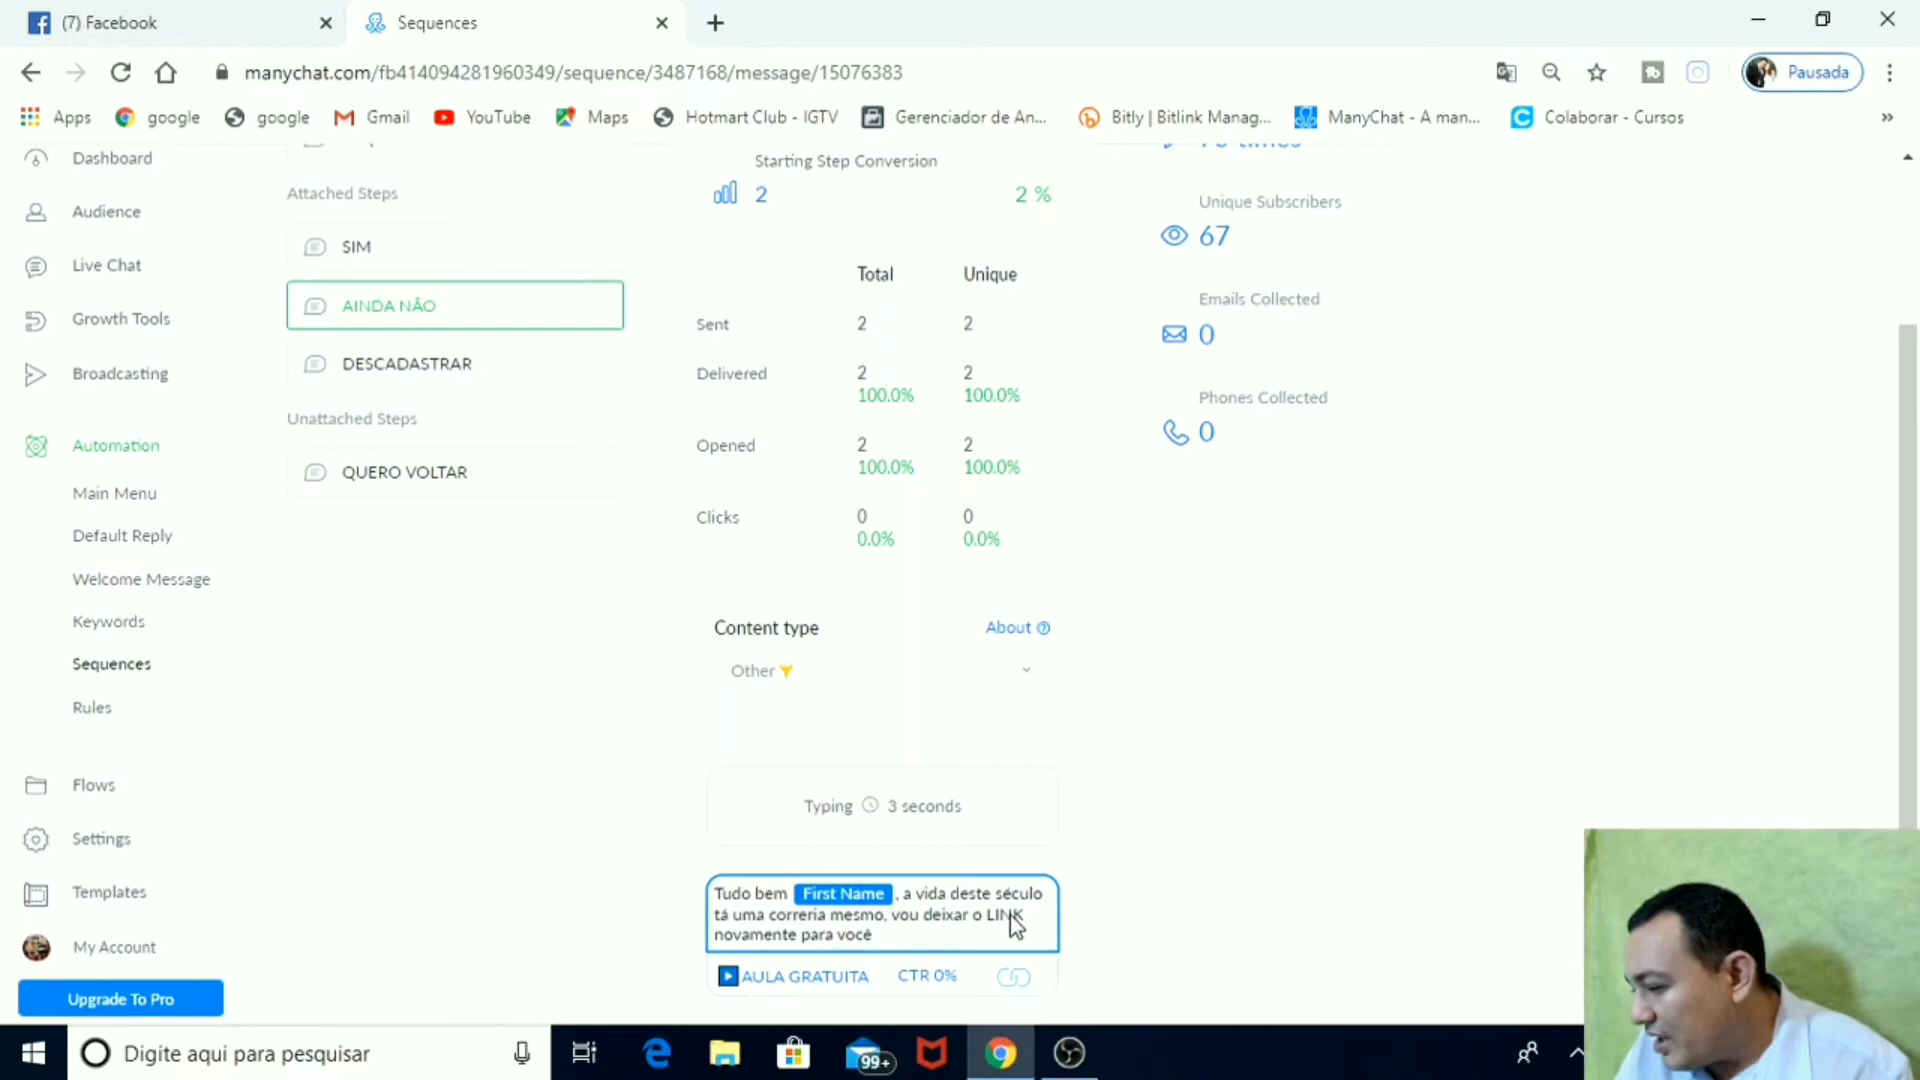 (7) Facebook
Sequences
manychat.com/fb414094281960349/sequence/3487168/message/15076383
Pausada
Apps
google
google
Gmail
YouTube
Maps
Hotmart Club - IGTV
Gerenciador de An...
Bitly | Bitlink Manag...
ManyChat - A man...
Colaborar - Cursos
»
Dashboard
Audience
Live Chat
Growth Tools
Broadcasting
Automation
Main Menu
Default Reply
Welcome Message
Keywords
Sequences
Rules
Flows
Settings
Templates
My Account
Upgrade To Pro
Attached Steps
SIM
AINDA NÃO
DESCADASTRAR
Unattached Steps
QUERO VOLTAR
Starting Step Conversion
2 2 %
Total Unique
Sent 2 2
Delivered 2 2
100.0% 100.0%
Opened 2 2
100.0% 100.0%
Clicks 0 0
0.0% 0.0%
Content type About
Other
Typing 3 seconds
Tudo bem First Name , a vida deste século
tá uma correria mesmo, vou deixar o LINK
novamente para você
AULA GRATUITA CTR 0%
Unique Subscribers
67
Emails Collected
0
Phones Collected
0
Digite aqui para pesquisar
99+